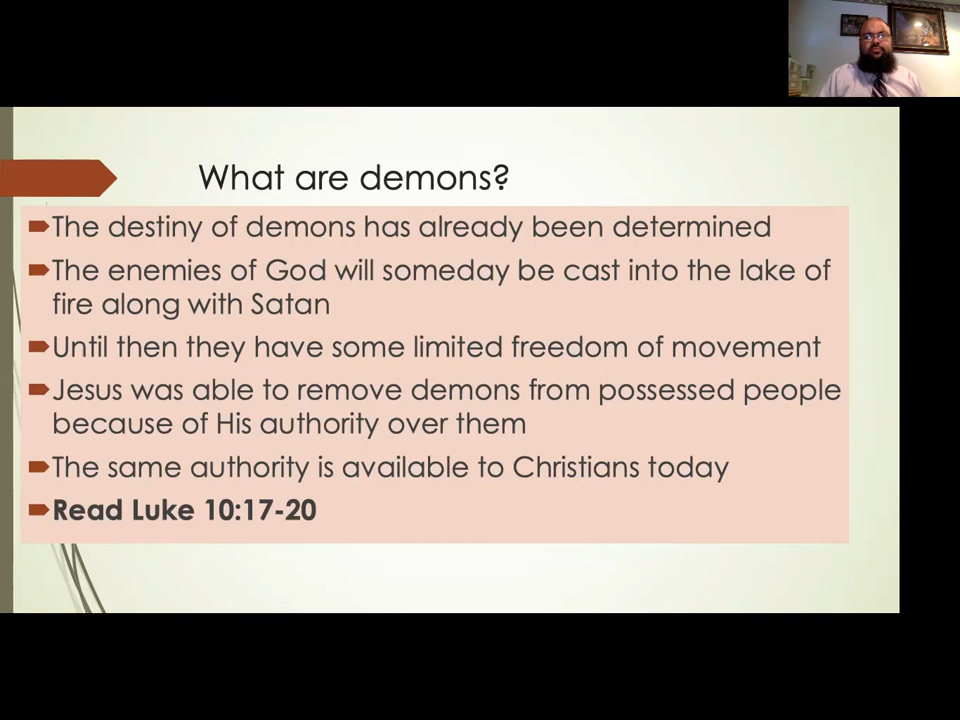 What are demons?
The destiny of demons has already been determined
The enemies of God will someday be cast into the lake of
fire along with Satan
Until then they have some limited freedom of movement
Jesus was able to remove demons from possessed people
because of His authority over them
The same authority is available to Christians today
Read Luke 10:17-20